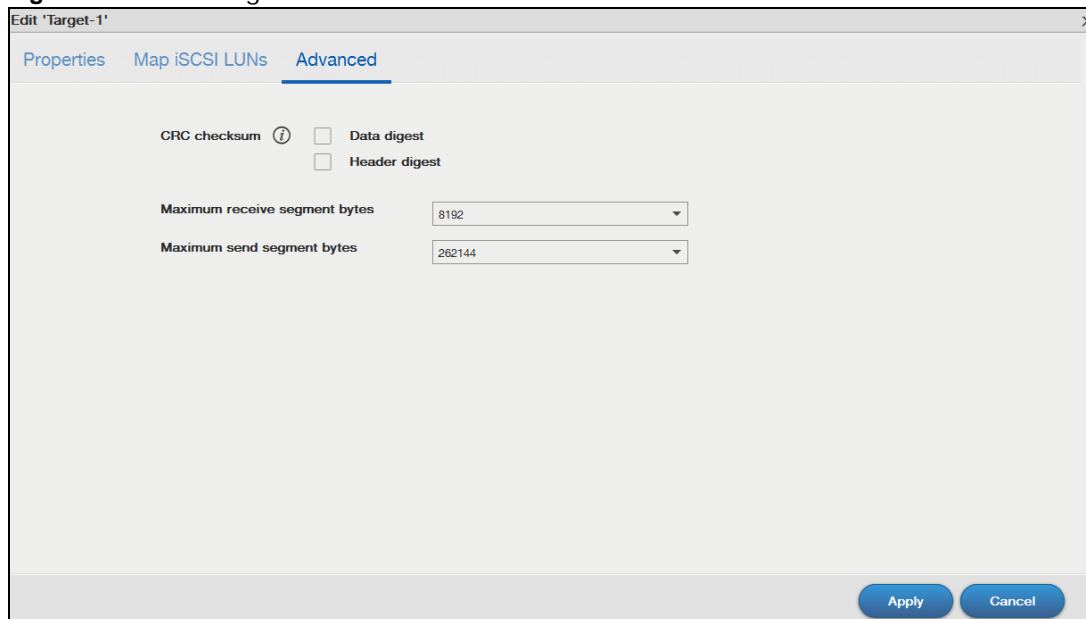 Edit 'Target-1'
Properties Map iSCSI LUNs Advanced
CRC checksum i Data digest
Header digest
Maximum receive segment bytes 8192
Maximum send segment bytes 262144
Apply Cancel